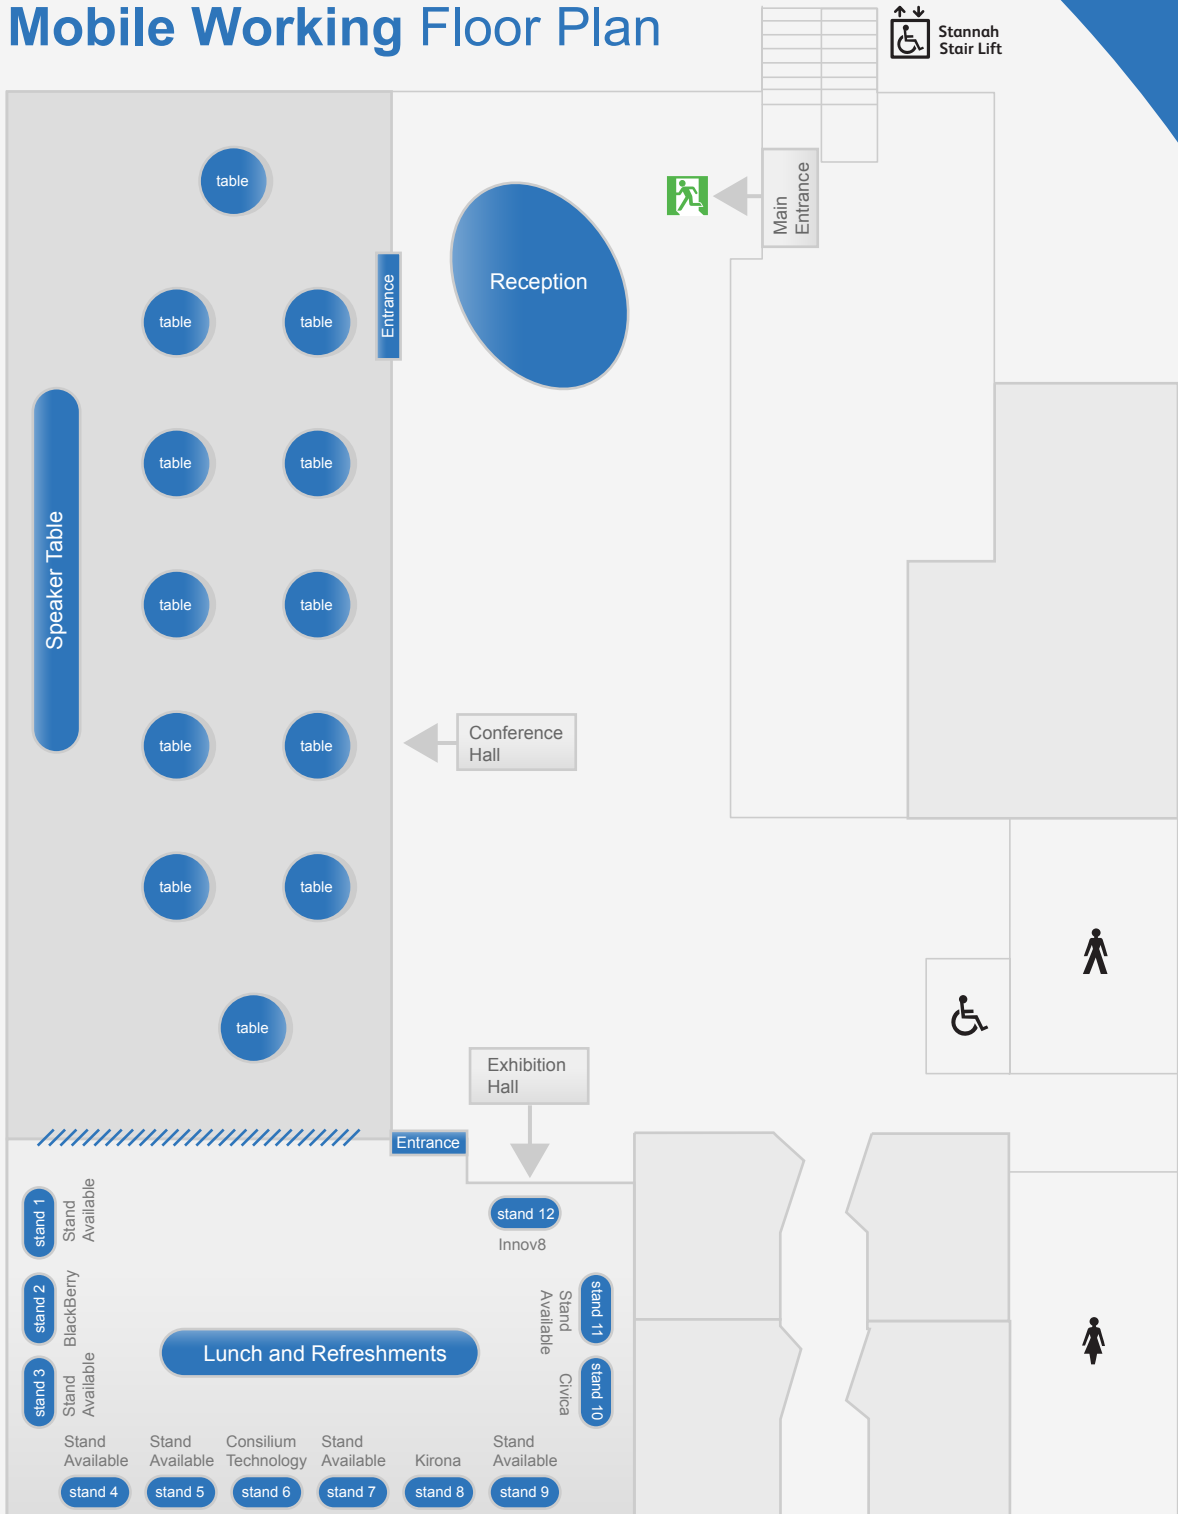 Mobile Working Floor Plan
Stannah
Stair Lift
Main
Entrance
table
Reception
Entrance
table
table
Speaker Table
table
table
table
table
Conference
Hall
table
table
table
table
table
Exhibition
Hall
Entrance
stand 1
Stand
Available
stand 12
Innov8
stand 2
BlackBerry
stand 11
Stand
Available
Lunch and Refreshments
stand 3
Stand
Available
stand 10
Civica
Stand
Available
stand 4
Stand
Available
stand 5
Consilium
Technology
stand 6
Stand
Available
stand 7
Kirona
stand 8
Stand
Available
stand 9